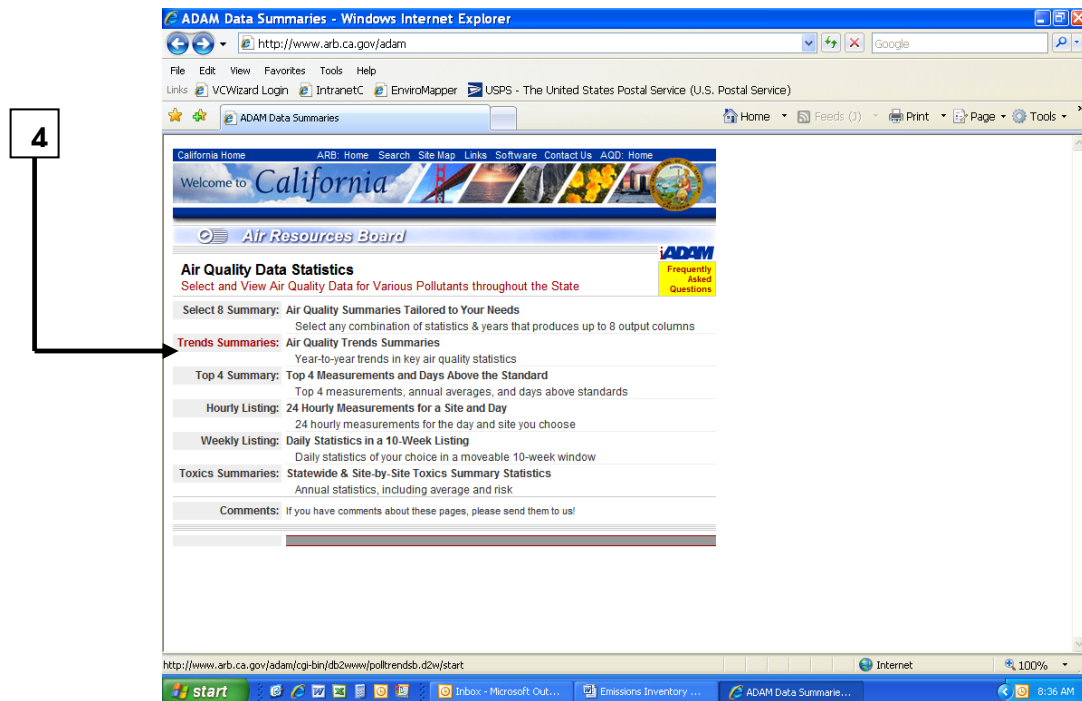 ADAM Data Summaries - Windows Internet Explorer
http://www.arb.ca.gov/adam
Google
File Edit View Favorites Tools Help
Links VCWizard Login IntranetC EnviroMapper USPS - The United States Postal Service (U.S. Postal Service)
4
ADAM Data Summaries
Home Feeds (J) Print Page Tools
California Home ARB: Home Search Site Map Links Software Contact Us AQD: Home
Welcome to California
Air Resources Board
iADAM
Air Quality Data Statistics
Select and View Air Quality Data for Various Pollutants throughout the State
Frequently
Asked
Questions
Select 8 Summary: Air Quality Summaries Tailored to Your Needs
Select any combination of statistics & years that produces up to 8 output columns
Trends Summaries: Air Quality Trends Summaries
Year-to-year trends in key air quality statistics
Top 4 Summary: Top 4 Measurements and Days Above the Standard
Top 4 measurements, annual averages, and days above standards
Hourly Listing: 24 Hourly Measurements for a Site and Day
24 hourly measurements for the day and site you choose
Weekly Listing: Daily Statistics in a 10-Week Listing
Daily statistics of your choice in a moveable 10-week window
Toxics Summaries: Statewide & Site-by-Site Toxics Summary Statistics
Annual statistics, including average and risk
Comments: If you have comments about these pages, please send them to us!
http://www.arb.ca.gov/adam/cgi-bin/db2www/polltrendsb.d2w/start
Internet 100%
start Inbox - Microsoft Out... Emissions Inventory ... ADAM Data Summarie... 8:36 AM